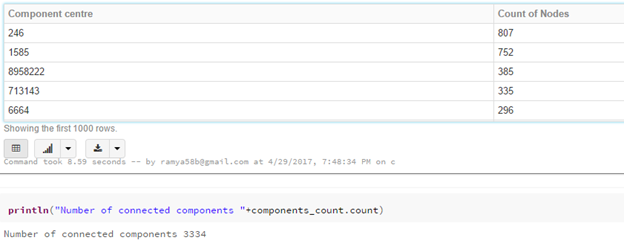 Component centre Count of Nodes
246 807
1585 752
8958222 385
713143 335
6664 296
Showing the first 1000 rows.
Command took 8.59 seconds -- by ramya58b@gmail.com at 4/29/2017, 7:48:34 PM on c
println("Number of connected components "+components_count.count)
Number of connected components 3334